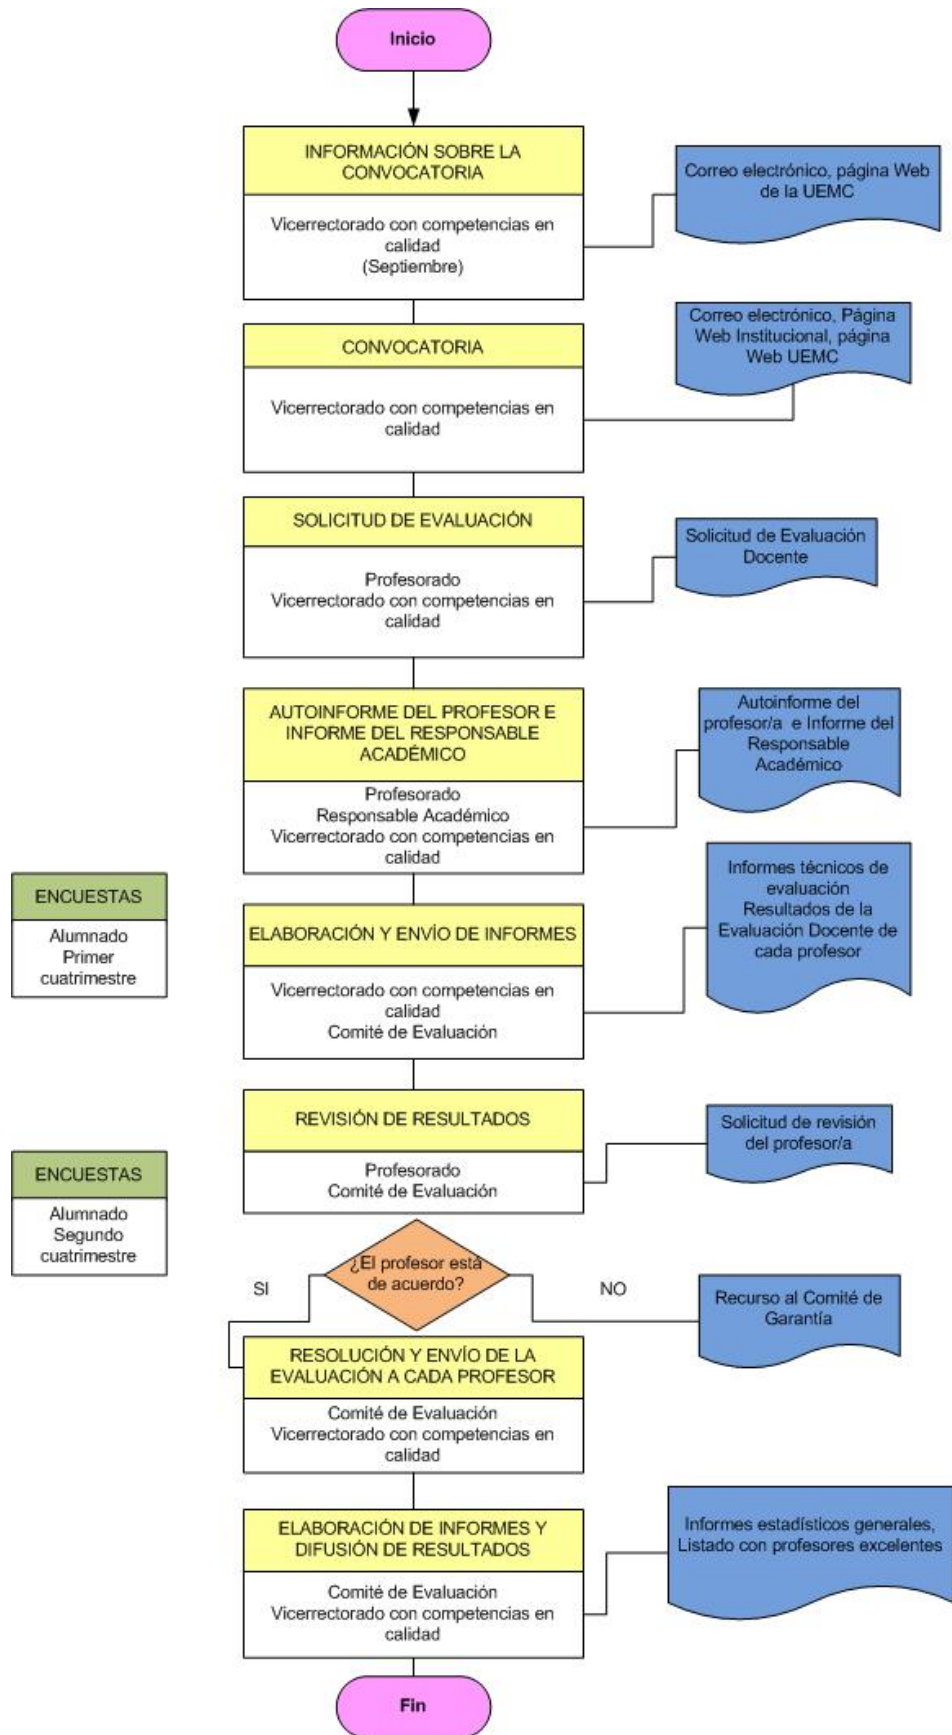 Inicio
INFORMACIÓN SOBRE LA
CONVOCATORIA
Vicerrectorado con competencias en
calidad
(Septiembre)
Correo electrónico, página Web
de la UEMC
CONVOCATORIA
Vicerrectorado con competencias en
calidad
Correo electrónico, Página
Web Institucional, página
Web UEMC
SOLICITUD DE EVALUACIÓN
Profesorado
Vicerrectorado con competencias en
calidad
Solicitud de Evaluación
Docente
AUTOINFORME DEL PROFESOR E
INFORME DEL RESPONSABLE
ACADÉMICO
Profesorado
Responsable Académico
Vicerrectorado con competencias en
calidad
Autoinforme del
profesor/a e Informe del
Responsable
Académico
ENCUESTAS
Alumnado
Primer
cuatrimestre
ELABORACIÓN Y ENVÍO DE INFORMES
Vicerrectorado con competencias en
calidad
Comité de Evaluación
Informes técnicos de
evaluación
Resultados de la
Evaluación Docente de
cada profesor
REVISIÓN DE RESULTADOS
Profesorado
Comité de Evaluación
Solicitud de revisión
del profesor/a
ENCUESTAS
Alumnado
Segundo
cuatrimestre
¿El profesor está
de acuerdo?
SI
NO
Recurso al Comité de
Garantía
RESOLUCIÓN Y ENVÍO DE LA
EVALUACIÓN A CADA PROFESOR
Comité de Evaluación
Vicerrectorado con competencias en
calidad
ELABORACIÓN DE INFORMES Y
DIFUSIÓN DE RESULTADOS
Comité de Evaluación
Vicerrectorado con competencias en
calidad
Informes estadísticos generales,
Listado con profesores excelentes
Fin